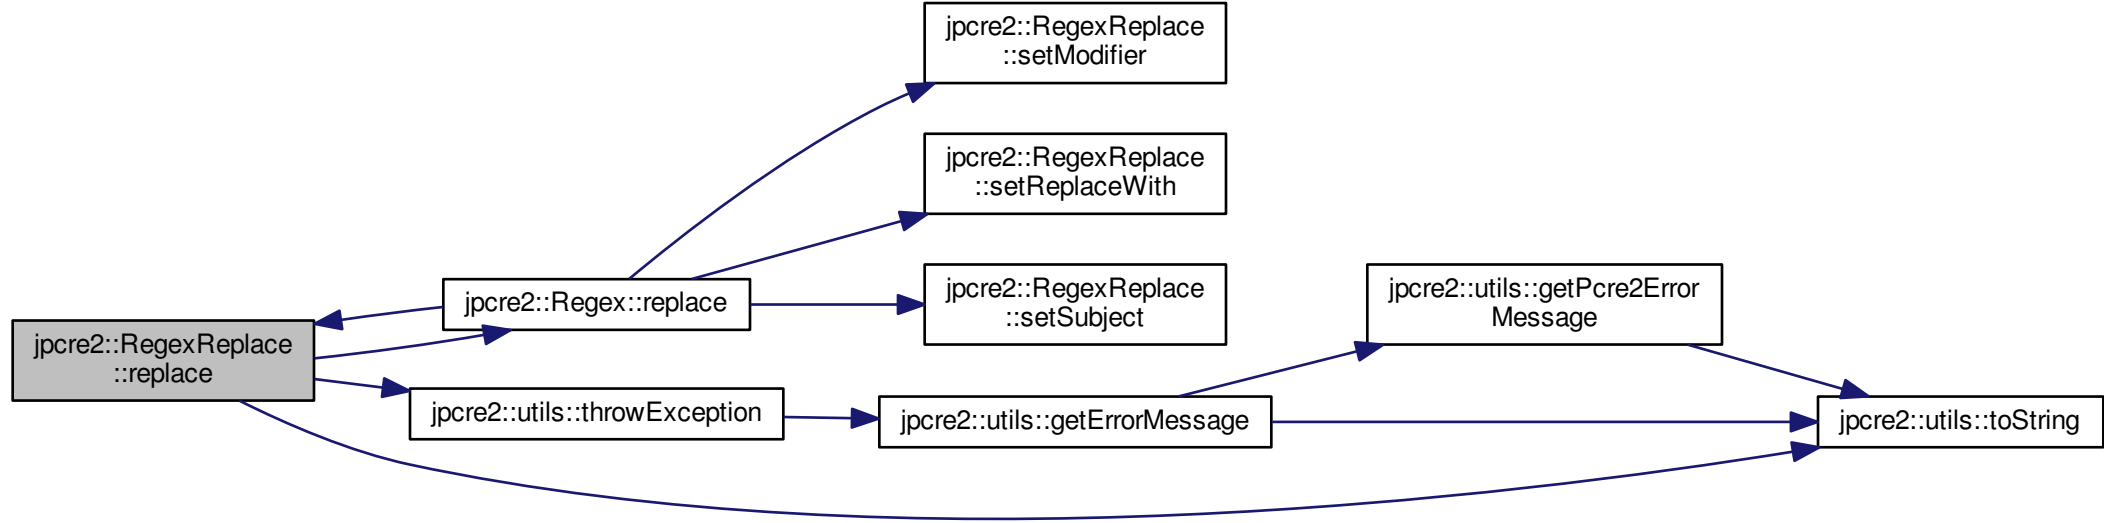 jpcre2::RegexReplace
::setModifier
jpcre2::RegexReplace
::setReplaceWith
jpcre2::RegexReplace
::setSubject
jpcre2::utils::getPcre2Error
Message
jpcre2::Regex::replace
jpcre2::RegexReplace
::replace
jpcre2::utils::throwException
jpcre2::utils::getErrorMessage
jpcre2::utils::toString